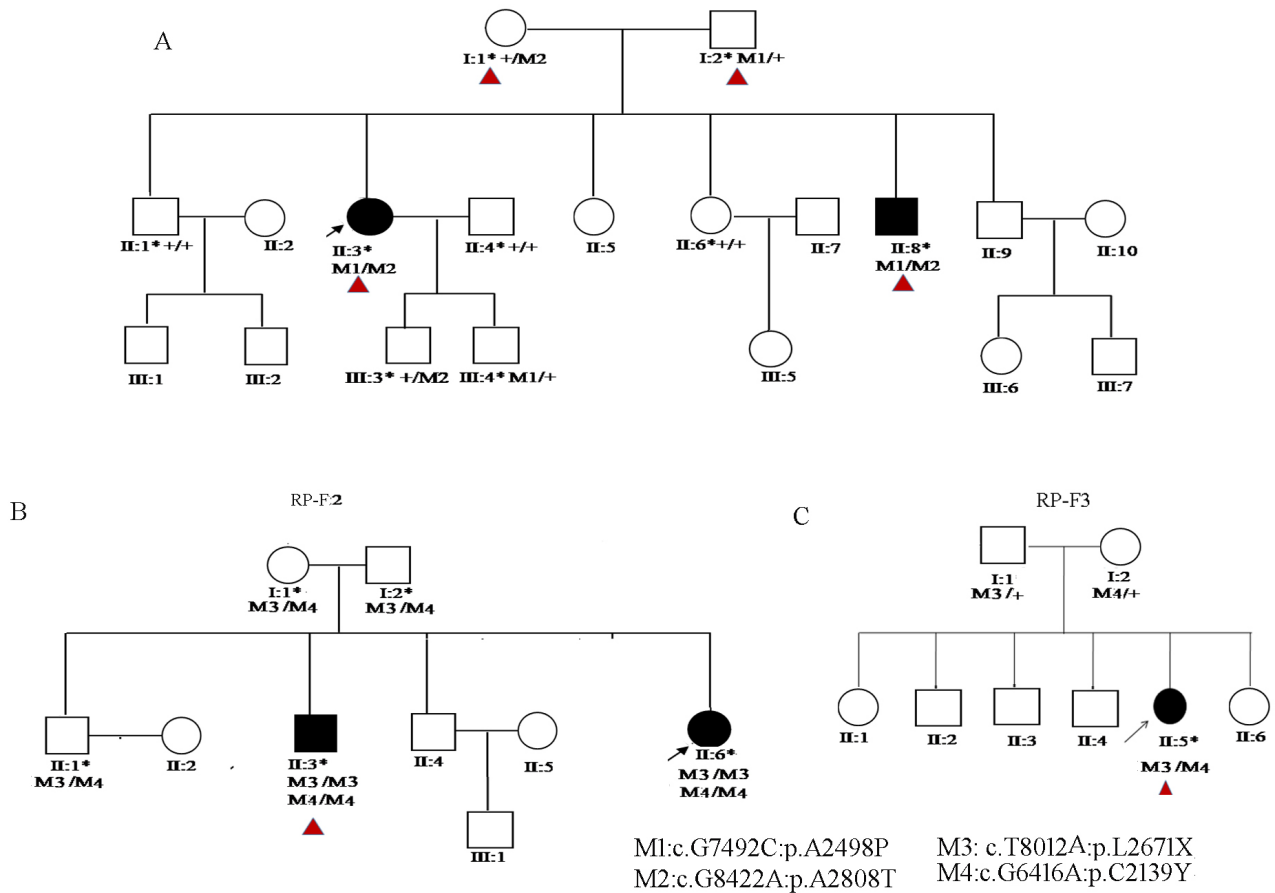 A
I:1* +/M2
I:2* M1/+
II:1* +/+
II:2
II:3*
M1/M2
II:4* +/+
II:5
II:6*+/+
II:7
II:8*
M1/M2
II:9
II:10
III:1
III:2
III:3* +/M2
III:4* M1/+
III:5
III:6
III:7
B
RP-F:2
I:1*
M3 /M4
I:2*
M3 /M4
II:1*
M3 /M4
II:2
II:3*
M3 /M3
M4/M4
II:4
II:5
II:6*
M3 /M3
M4/M4
III:1
C
RP-F3
I:1
M3 /+
I:2
M4/+
II:1
II:2
II:3
II:4
II:5*
M3 /M4
II:6
M1:c.G7492C:p.A2498P
M2:c.G8422A:p.A2808T
M3: c.T8012A:p.L2671X
M4:c.G6416A:p.C2139Y